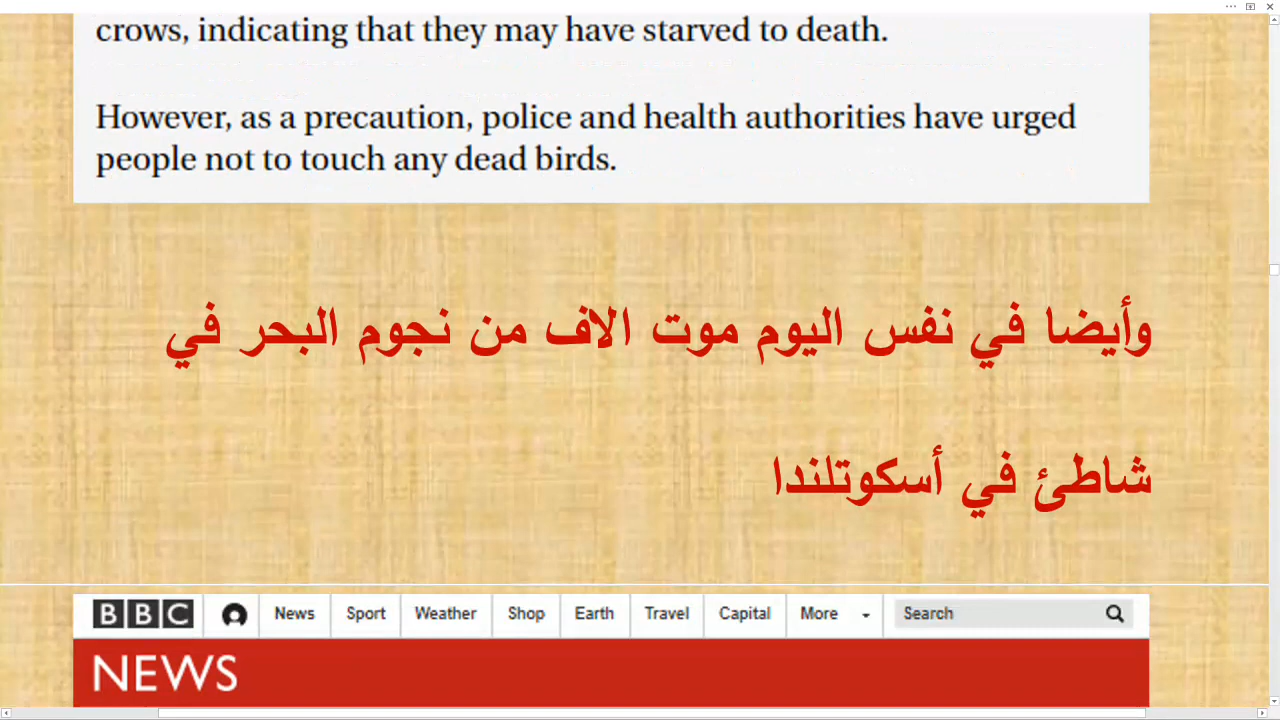 crows, indicating that they may have starved to death.
However, as a precaution, police and health authorities have urged
people not to touch any dead birds.
وأيضا في نفس اليوم موت الاف من نجوم البحر في
شاطئ في أسكوتلندا
BBC News Sport Weather Shop Earth Travel Capital More Search
NEWS